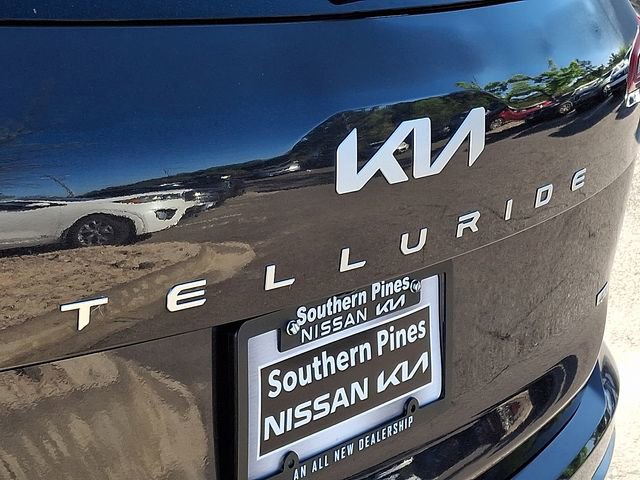 KIA
TELLURIDE
Southern Pines
NISSAN KIA
Southern Pines
NISSAN KIA
AN ALL NEW DEALERSHIP